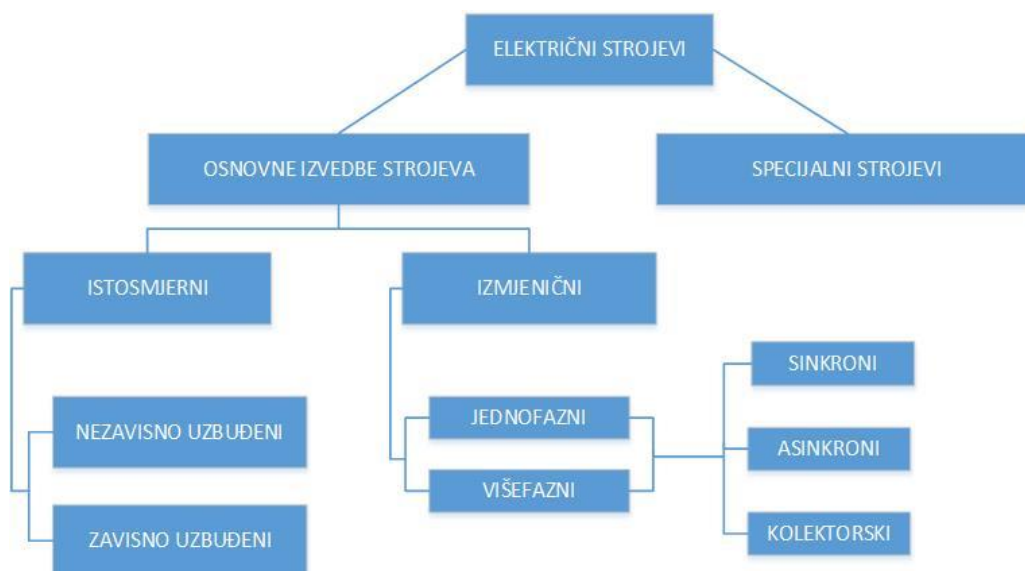 ELEKTRIČNI STROJEVI
OSNOVNE IZVEDBE STROJEVA
SPECIJALNI STROJEVI
ISTOSMJERNI
IZMJENIČNI
NEZAVISNO UZBUĐENI
ZAVISNO UZBUĐENI
JEDNOFAZNI
VIŠEFAZNI
SINKRONI
ASINKRONI
KOLEKTORSKI